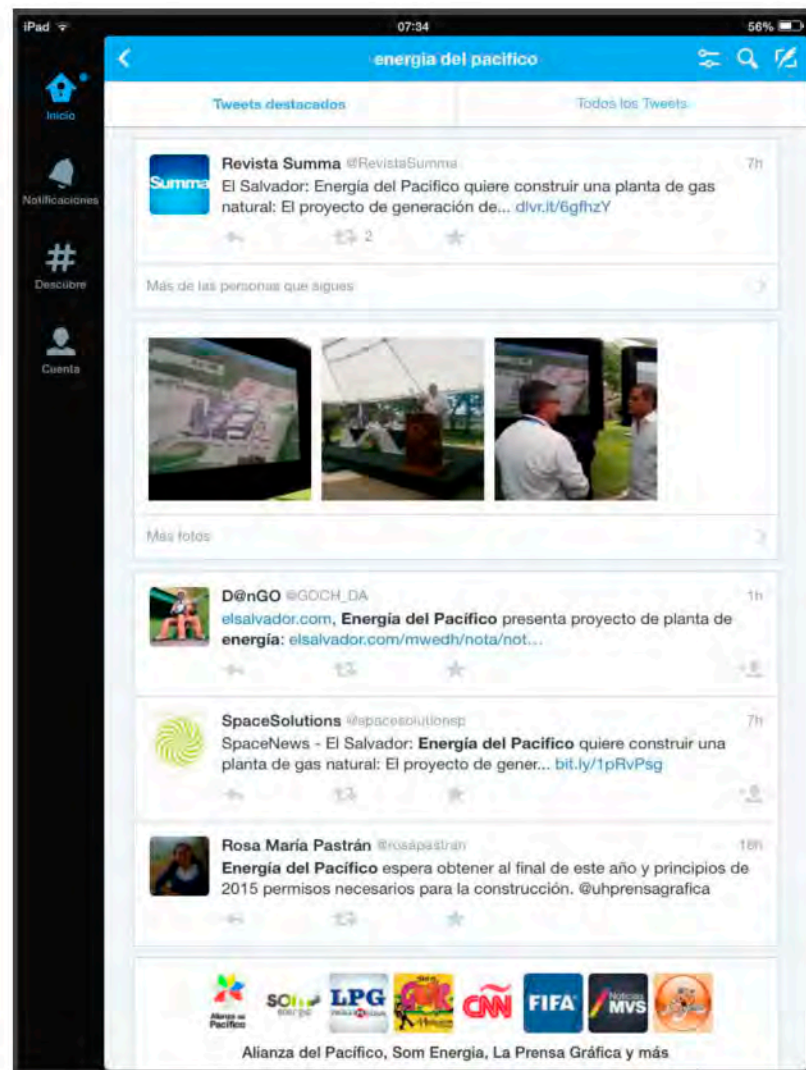 iPad 07:34 56%
energia del pacifico
Inicio
Notificaciones
Descubre
Cuenta
Tweets destacados Todos los Tweets
Summa
Revista Summa @RevistaSumma 7h
El Salvador: Energía del Pacifico quiere construir una planta de gas
natural: El proyecto de generación de... dlvr.it/6gfhzY
2
Más de las personas que sigues
Más fotos
D@nGO @GOCH_DA 1h
elsalvador.com, Energía del Pacífico presenta proyecto de planta de
energía: elsalvador.com/mwedh/nota/not...
SpaceSolutions @spacesolutionsp 7h
SpaceNews - El Salvador: Energía del Pacifico quiere construir una
planta de gas natural: El proyecto de gener... bit.ly/1pRvPsg
Rosa María Pastrán @rosapastran 18h
Energía del Pacífico espera obtener al final de este año y principios de
2015 permisos necesarios para la construcción. @uhprensagrafica
Alianza del Pacífico
LPG CNN FIFA Noticias MVS
Alianza del Pacífico, Som Energia, La Prensa Gráfica y más